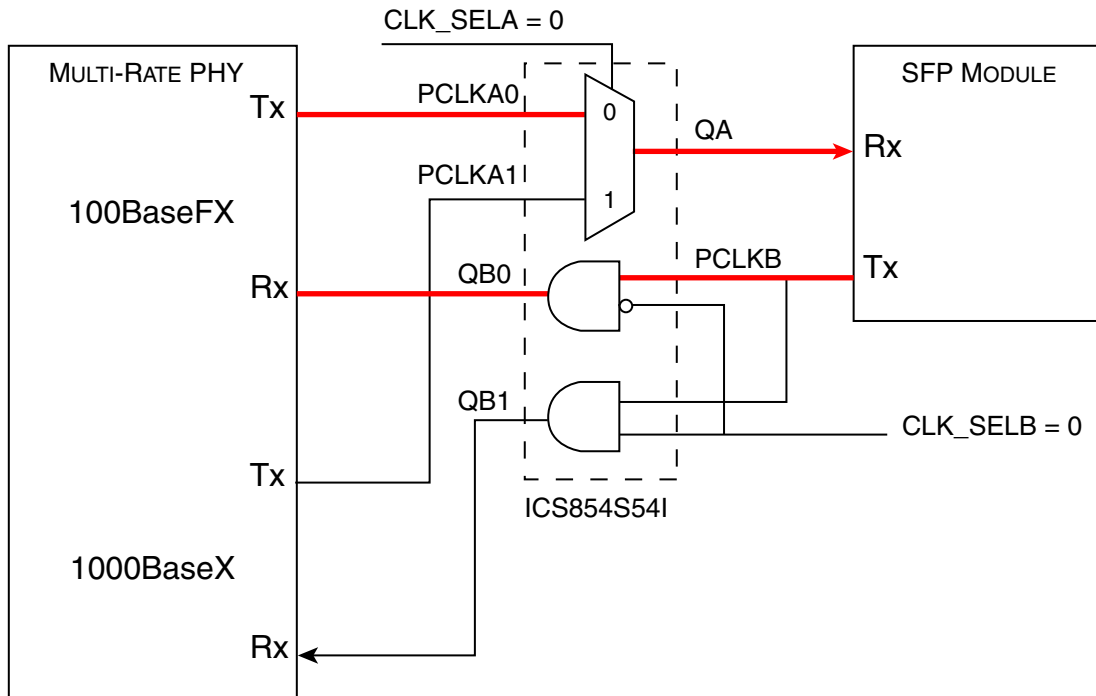 CLK_SELA = 0
MULTI-RATE PHY
SFP MODULE
Tx
PCLKA0
0
QA
Rx
PCLKA1
1
100BaseFX
Rx
QB0
PCLKB
Tx
QB1
CLK_SELB = 0
Tx
ICS854S54I
1000BaseX
Rx